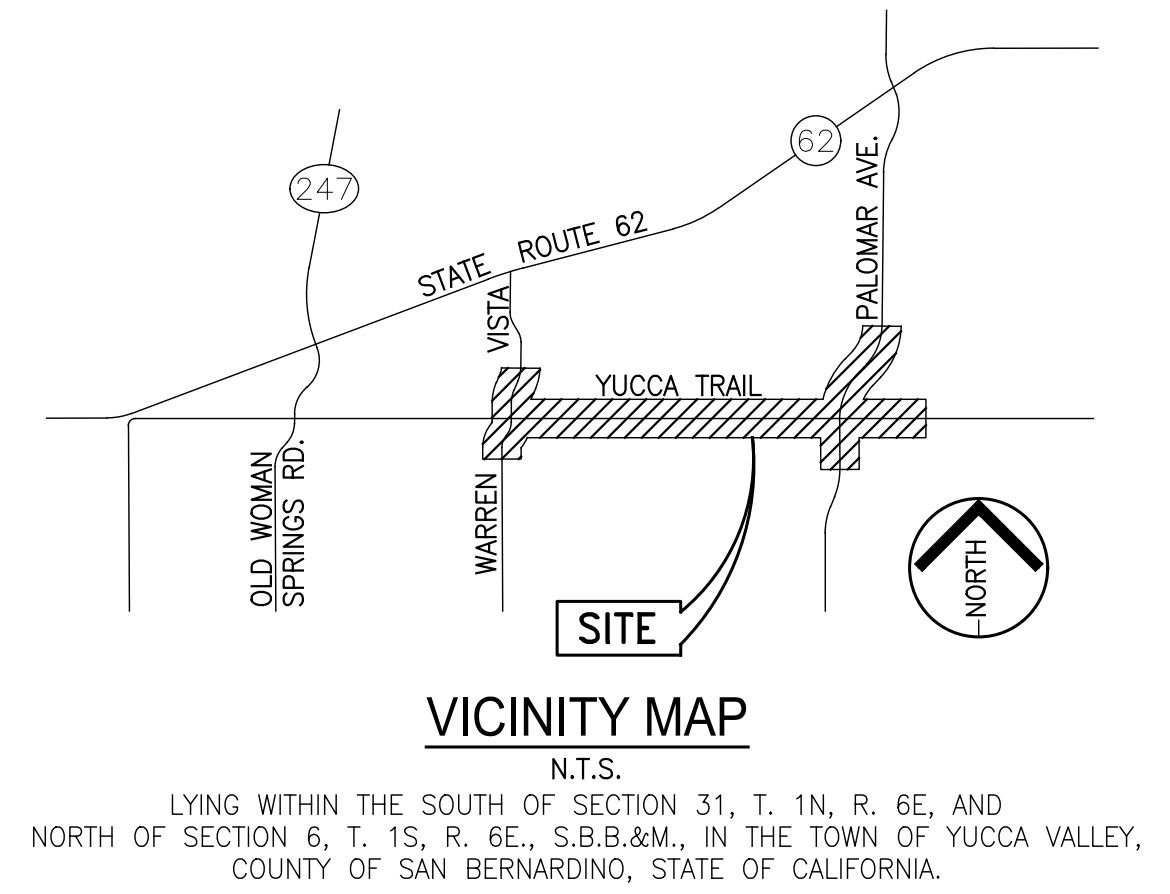 247
62
STATE ROUTE 62
PALOMAR AVE.
VISTA
YUCCA TRAIL
OLD WOMAN
SPRINGS RD.
WARREN
NORTH
SITE
VICINITY MAP
N.T.S.
LYING WITHIN THE SOUTH OF SECTION 31, T. 1N, R. 6E, AND
NORTH OF SECTION 6, T. 1S, R. 6E., S.B.B.&M., IN THE TOWN OF YUCCA VALLEY,
COUNTY OF SAN BERNARDINO, STATE OF CALIFORNIA.